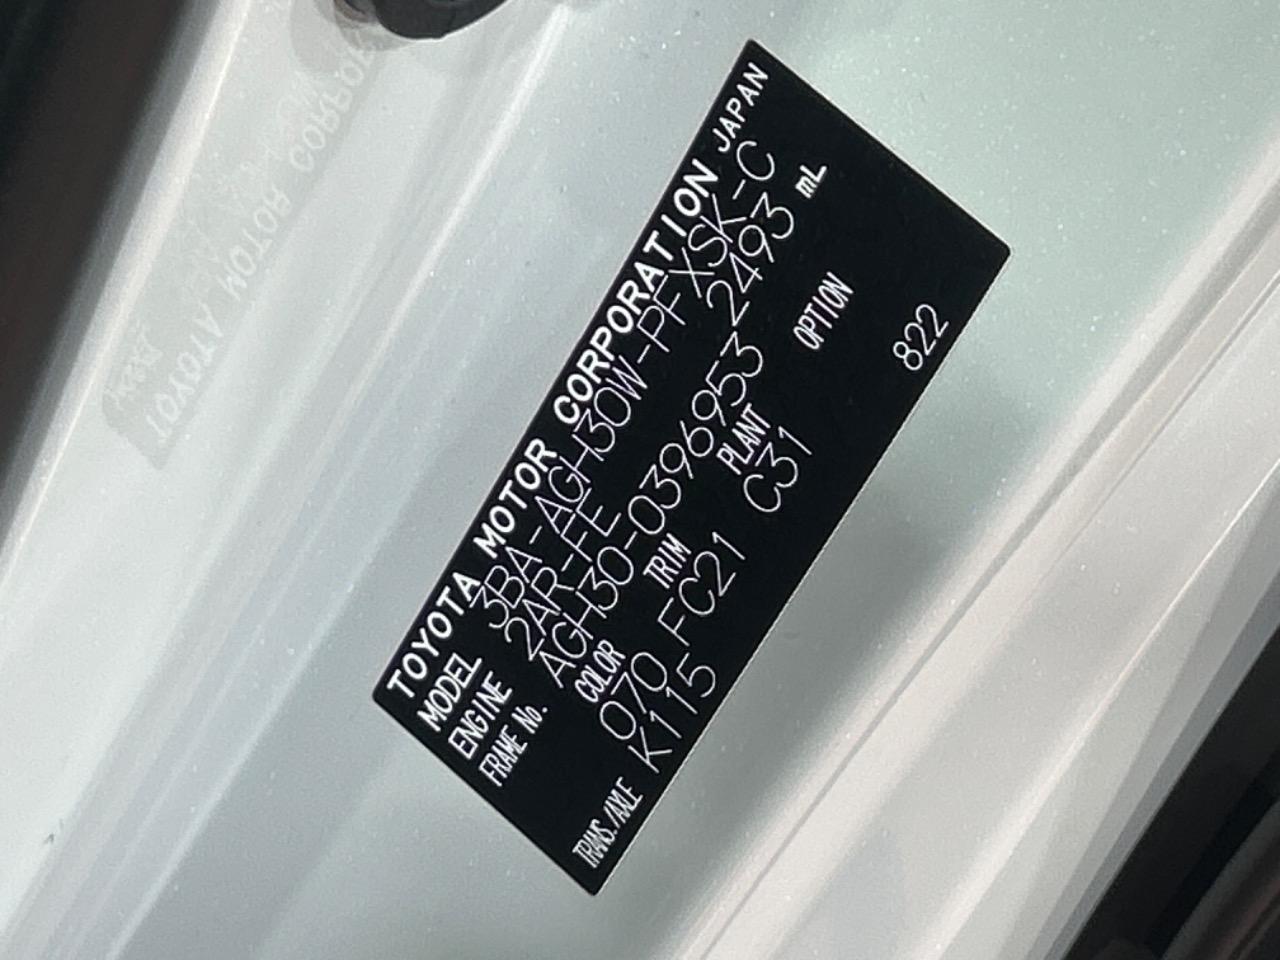 TOYOTA MOTOR CORPORATION JAPAN
MODEL 3BA-AGH30W-PFXSK-C
ENGINE 2AR-FE 2493 mL
FRAME No. AGH30-0396953
COLOR TRIM PLANT OPTION
070 FC21 C31 822
TRANS./AXLE K115